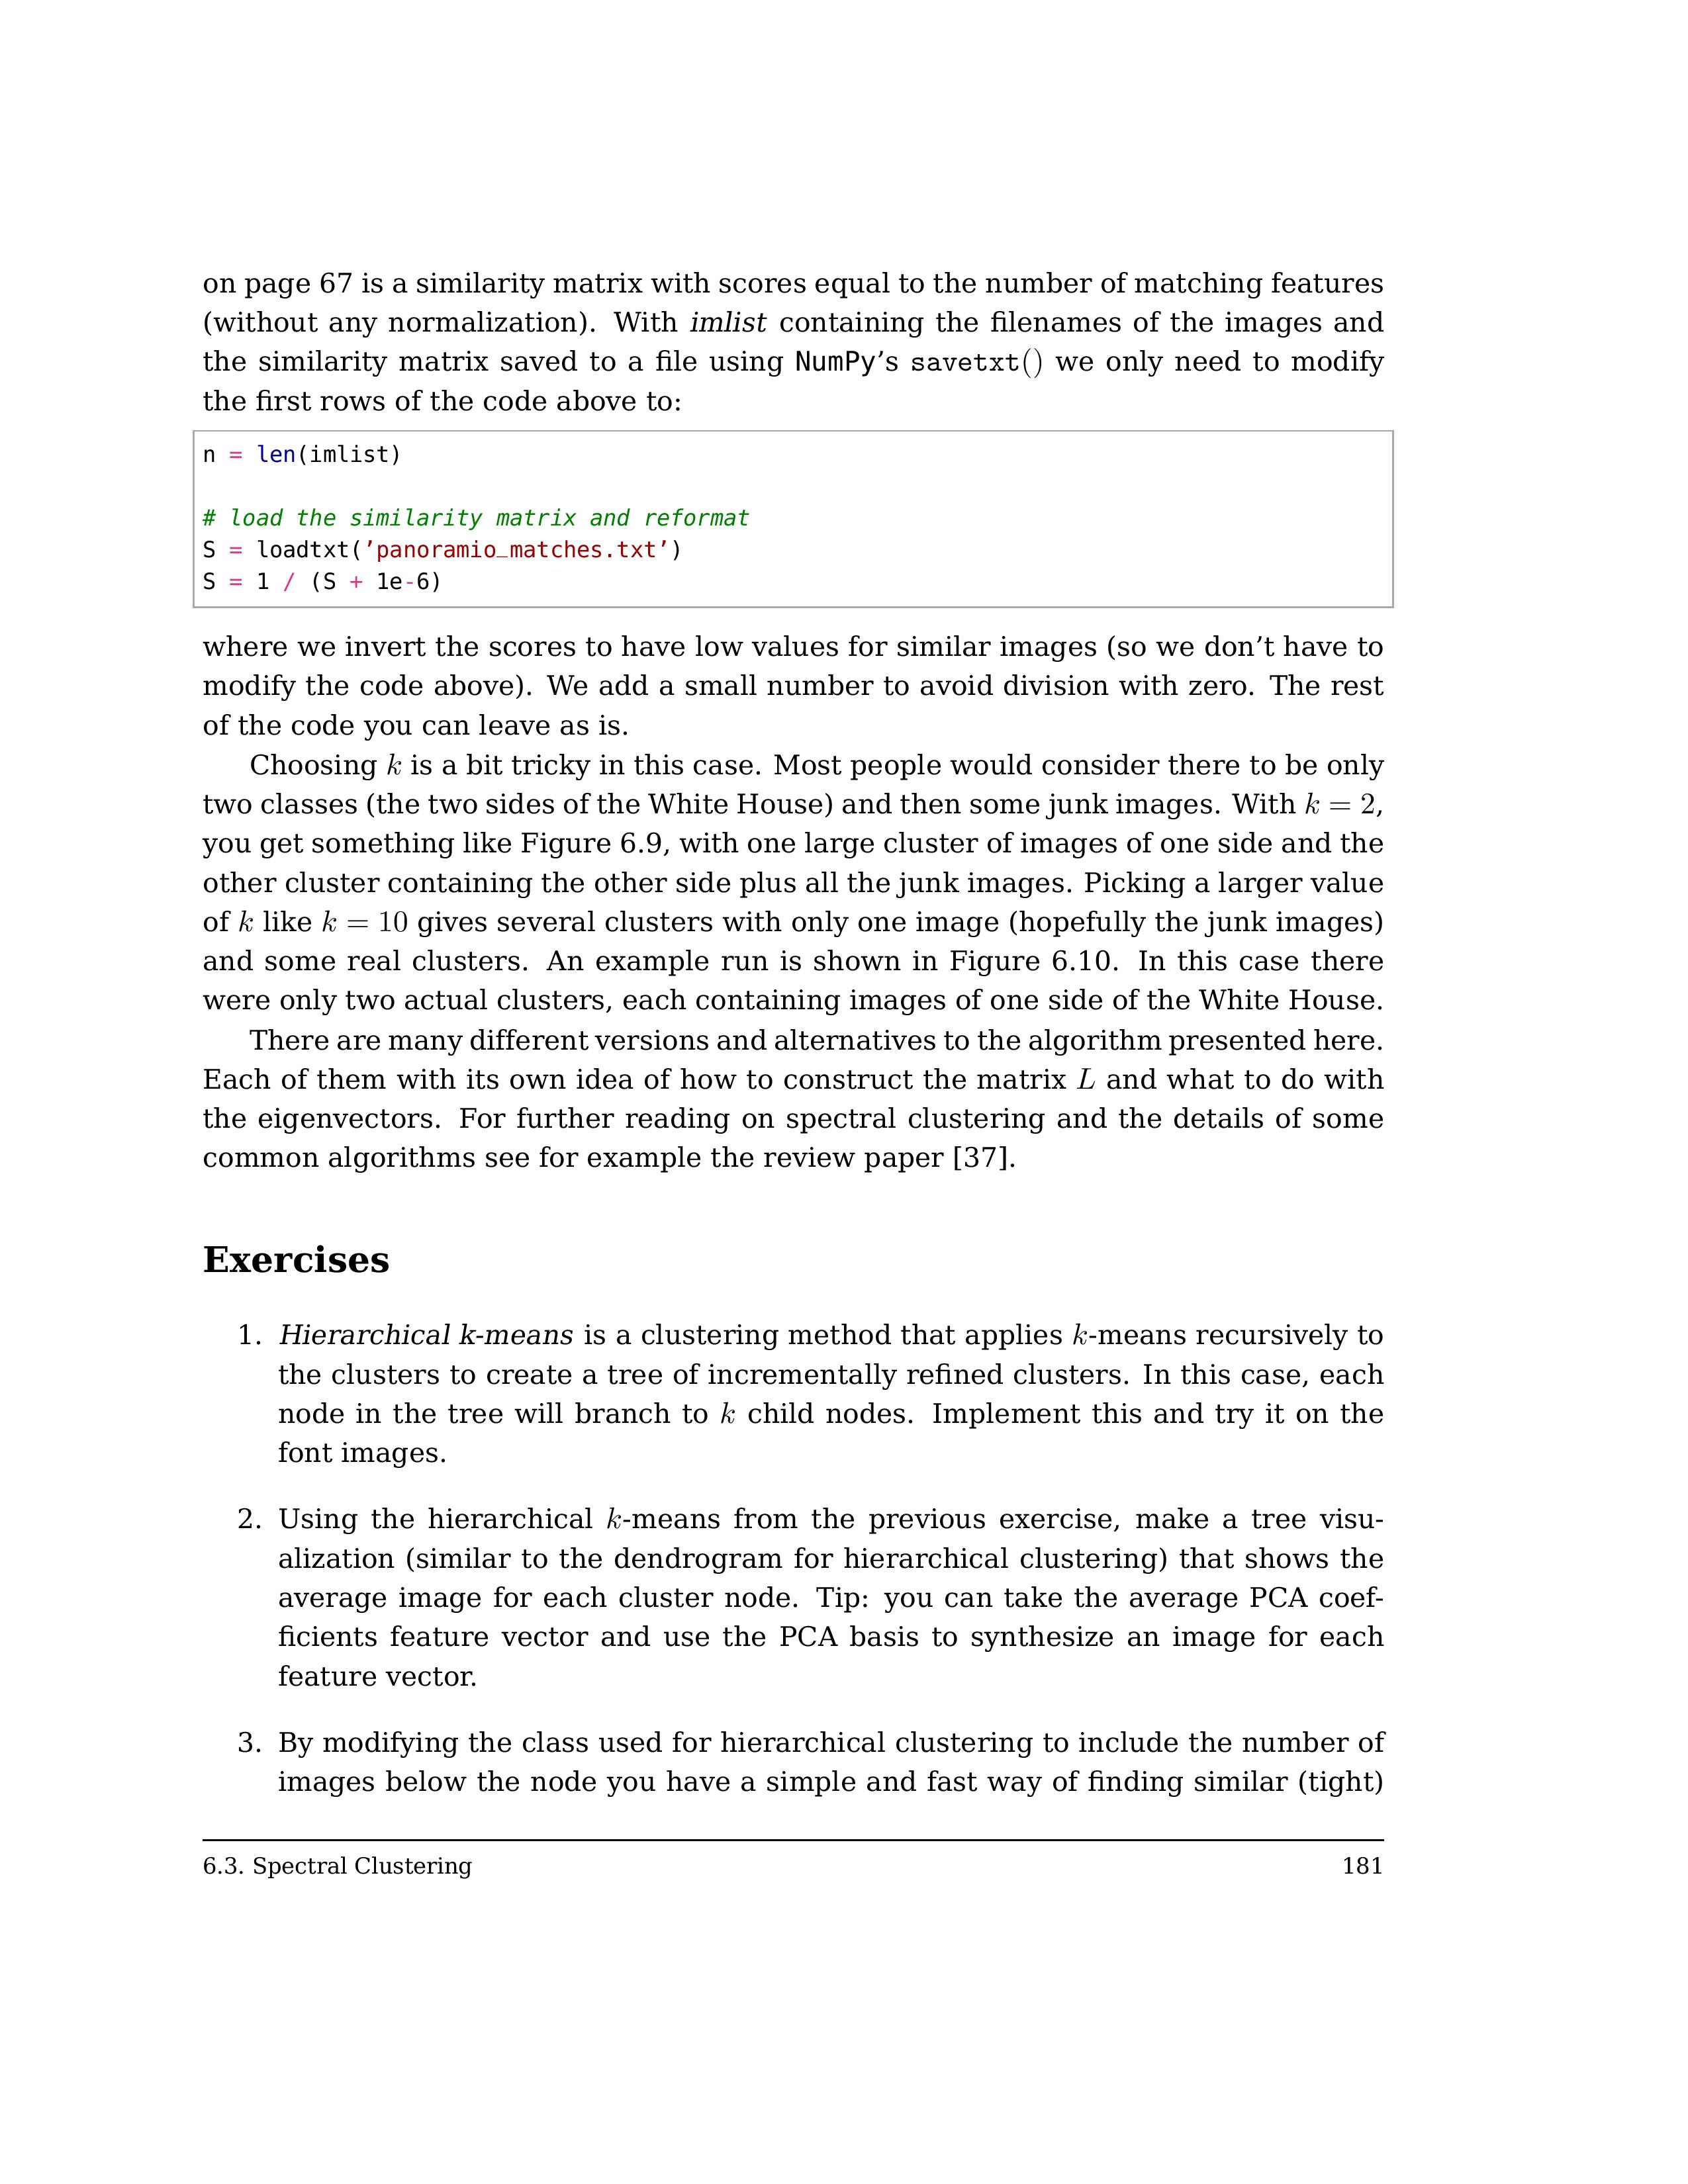 on page 67 is a similarity matrix with scores equal to the number of matching features
(without any normalization). With imlist containing the filenames of the images and
the similarity matrix saved to a file using NumPy’s savetxt() we only need to modify
the first rows of the code above to:
n = len(imlist)
# load the similarity matrix and reformat
S = loadtxt(’panoramio_matches.txt’)
S = 1 / (S + 1e-6)
where we invert the scores to have low values for similar images (so we don’t have to
modify the code above). We add a small number to avoid division with zero. The rest
of the code you can leave as is.
Choosing k is a bit tricky in this case. Most people would consider there to be only
two classes (the two sides of the White House) and then some junk images. With k = 2,
you get something like Figure 6.9, with one large cluster of images of one side and the
other cluster containing the other side plus all the junk images. Picking a larger value
of k like k = 10 gives several clusters with only one image (hopefully the junk images)
and some real clusters. An example run is shown in Figure 6.10. In this case there
were only two actual clusters, each containing images of one side of the White House.
There are many different versions and alternatives to the algorithm presented here.
Each of them with its own idea of how to construct the matrix L and what to do with
the eigenvectors. For further reading on spectral clustering and the details of some
common algorithms see for example the review paper [37].
Exercises
1. Hierarchical k-means is a clustering method that applies k-means recursively to
the clusters to create a tree of incrementally refined clusters. In this case, each
node in the tree will branch to k child nodes. Implement this and try it on the
font images.
2. Using the hierarchical k-means from the previous exercise, make a tree visu-
alization (similar to the dendrogram for hierarchical clustering) that shows the
average image for each cluster node. Tip: you can take the average PCA coef-
ficients feature vector and use the PCA basis to synthesize an image for each
feature vector.
3. By modifying the class used for hierarchical clustering to include the number of
images below the node you have a simple and fast way of finding similar (tight)
6.3. Spectral Clustering 181